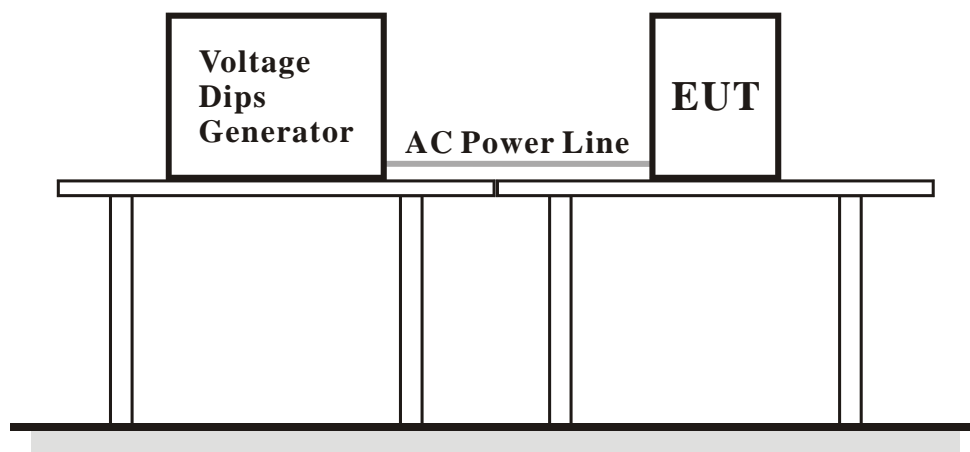 Voltage
Dips
Generator
EUT
AC Power Line